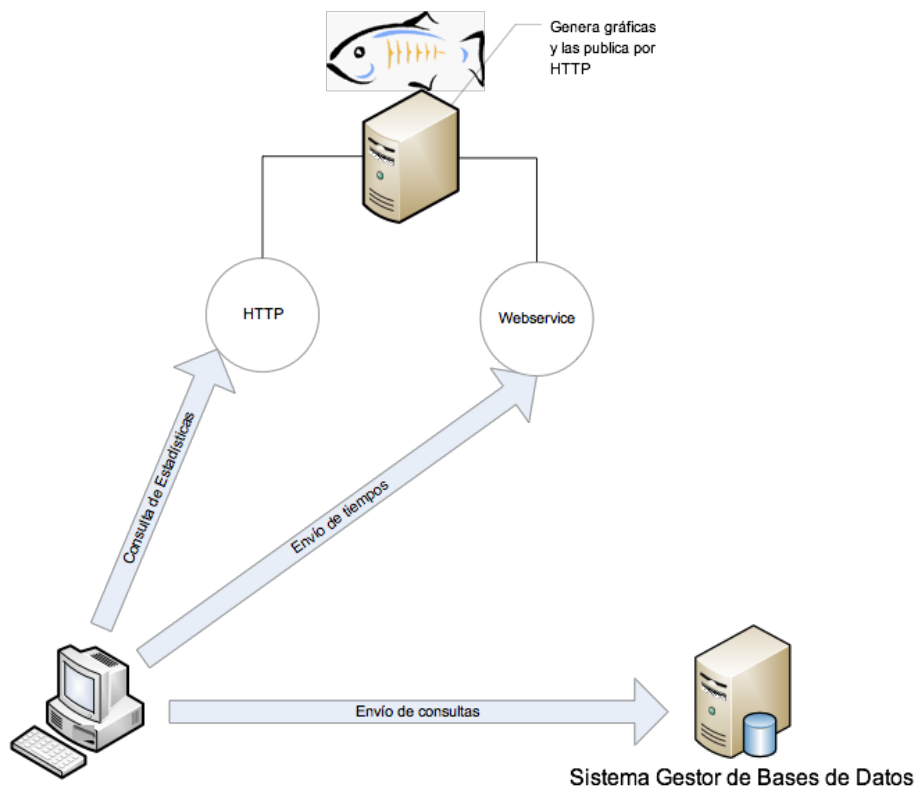 Genera gráficas
y las publica por
HTTP
HTTP
Webservice
Consulta de Estadísticas
Envío de tiempos
Envío de consultas
Sistema Gestor de Bases de Datos